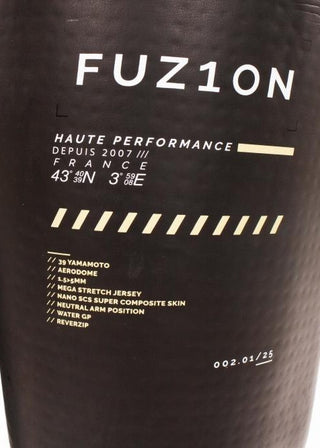 FUZ1ON
HAUTE PERFORMANCE
DEPUIS 2007 ///
FRANCE
43° 40 39 N 3° 59 08 E
// 39 YAMAMOTO
// AERODOME
// 1.5>5MM
// MEGA STRETCH JERSEY
// NANO SCS SUPER COMPOSITE SKIN
// NEUTRAL ARM POSITION
// WATER GP
// REVERZIP
002.01/25